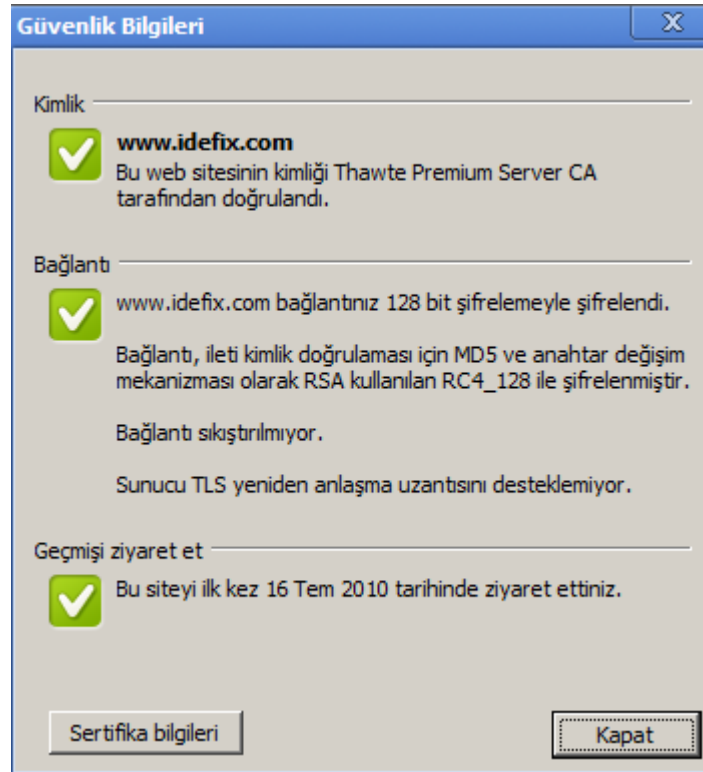 Güvenlik Bilgileri
X
Kimlik
www.idefix.com
Bu web sitesinin kimliği Thawte Premium Server CA
tarafından doğrulandı.
Bağlantı
www.idefix.com bağlantınız 128 bit şifrelemeyle şifrelendi.
Bağlantı, ileti kimlik doğrulaması için MD5 ve anahtar değişim
mekanizması olarak RSA kullanılan RC4_128 ile şifrelenmiştir.
Bağlantı sıkıştırılmıyor.
Sunucu TLS yeniden anlaşma uzantısını desteklemiyor.
Geçmişi ziyaret et
Bu siteyi ilk kez 16 Tem 2010 tarihinde ziyaret ettiniz.
Sertifika bilgileri
Kapat